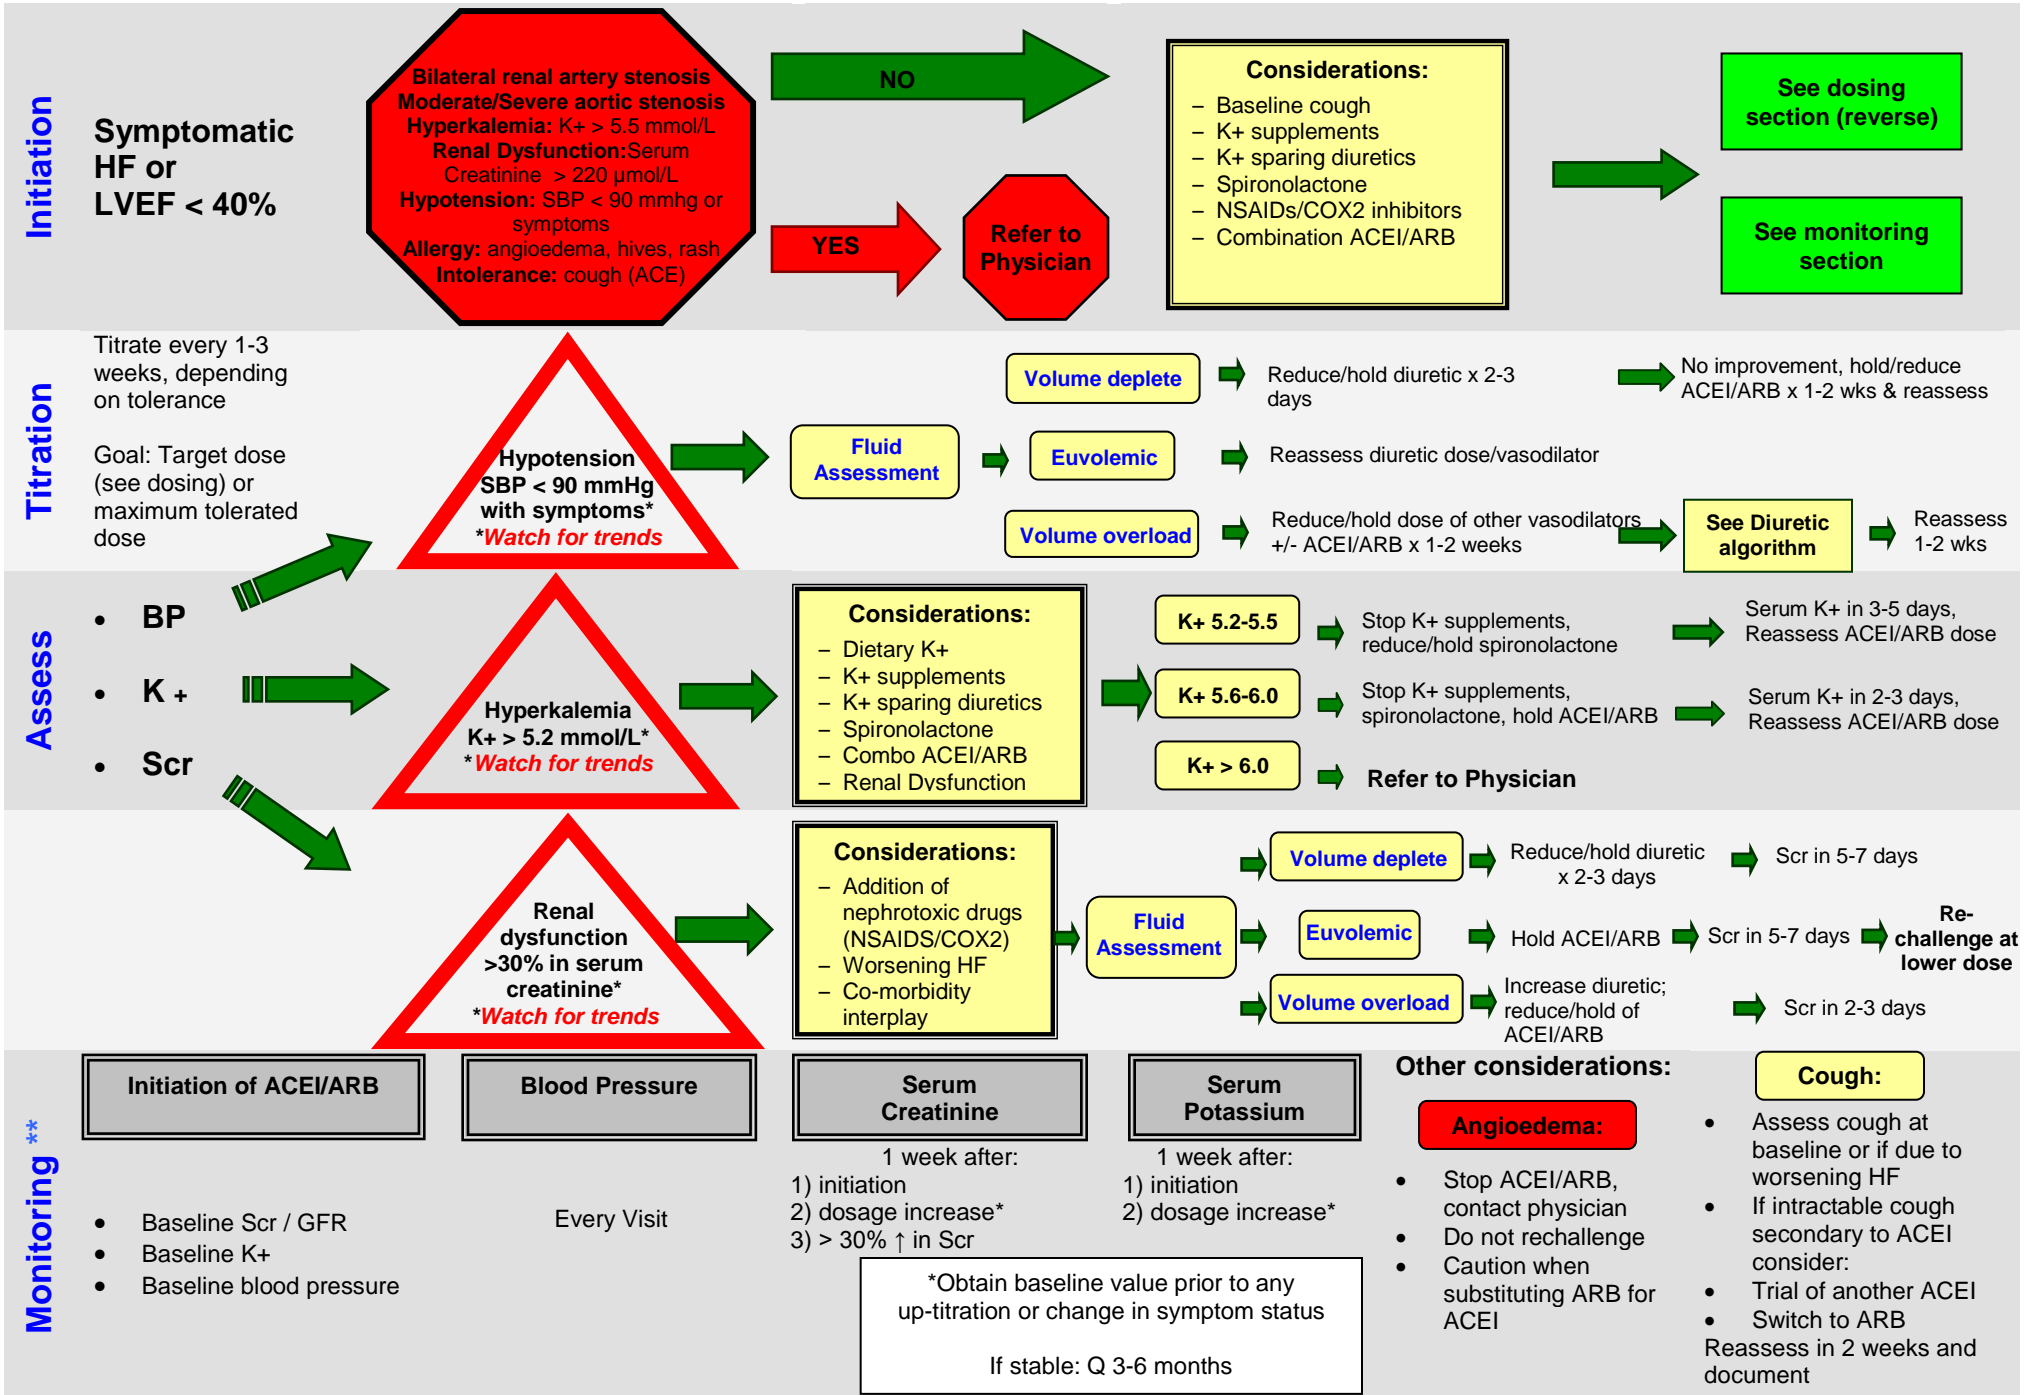 Initiation
Symptomatic
HF or
LVEF < 40%
Bilateral renal artery stenosis
Moderate/Severe aortic stenosis
Hyperkalemia: K+ > 5.5 mmol/L
Renal Dysfunction:Serum
Creatinine > 220 µmol/L
Hypotension: SBP < 90 mmhg or
symptoms
Allergy: angioedema, hives, rash
Intolerance: cough (ACE)
NO
YES
Refer to
Physician
Considerations:
– Baseline cough
– K+ supplements
– K+ sparing diuretics
– Spironolactone
– NSAIDs/COX2 inhibitors
– Combination ACEI/ARB
See dosing
section (reverse)
See monitoring
section
Titration
Titrate every 1-3
weeks, depending
on tolerance
Goal: Target dose
(see dosing) or
maximum tolerated
dose
Hypotension
SBP < 90 mmHg
with symptoms*
*Watch for trends
Fluid
Assessment
Volume deplete
Reduce/hold diuretic x 2-3
days
No improvement, hold/reduce
ACEI/ARB x 1-2 wks & reassess
Euvolemic
Reassess diuretic dose/vasodilator
Volume overload
Reduce/hold dose of other vasodilators
+/- ACEI/ARB x 1-2 weeks
See Diuretic
algorithm
Reassess
1-2 wks
Assess
• BP
• K +
• Scr
Hyperkalemia
K+ > 5.2 mmol/L*
*Watch for trends
Considerations:
– Dietary K+
– K+ supplements
– K+ sparing diuretics
– Spironolactone
– Combo ACEI/ARB
– Renal Dysfunction
K+ 5.2-5.5
Stop K+ supplements,
reduce/hold spironolactone
Serum K+ in 3-5 days,
Reassess ACEI/ARB dose
K+ 5.6-6.0
Stop K+ supplements,
spironolactone, hold ACEI/ARB
Serum K+ in 2-3 days,
Reassess ACEI/ARB dose
K+ > 6.0
Refer to Physician
Renal
dysfunction
>30% in serum
creatinine*
*Watch for trends
Considerations:
– Addition of
nephrotoxic drugs
(NSAIDS/COX2)
– Worsening HF
– Co-morbidity
interplay
Fluid
Assessment
Volume deplete
Reduce/hold diuretic
x 2-3 days
Scr in 5-7 days
Euvolemic
Hold ACEI/ARB
Scr in 5-7 days
Re-
challenge at
lower dose
Volume overload
Increase diuretic;
reduce/hold of
ACEI/ARB
Scr in 2-3 days
Monitoring **
Initiation of ACEI/ARB
• Baseline Scr / GFR
• Baseline K+
• Baseline blood pressure
Blood Pressure
Every Visit
Serum
Creatinine
1 week after:
1) initiation
2) dosage increase*
3) > 30% ↑ in Scr
Serum
Potassium
1 week after:
1) initiation
2) dosage increase*
*Obtain baseline value prior to any
up-titration or change in symptom status
If stable: Q 3-6 months
Other considerations:
Angioedema:
• Stop ACEI/ARB,
contact physician
• Do not rechallenge
• Caution when
substituting ARB for
ACEI
Cough:
• Assess cough at
baseline or if due to
worsening HF
• If intractable cough
secondary to ACEI
consider:
• Trial of another ACEI
• Switch to ARB
Reassess in 2 weeks and
document